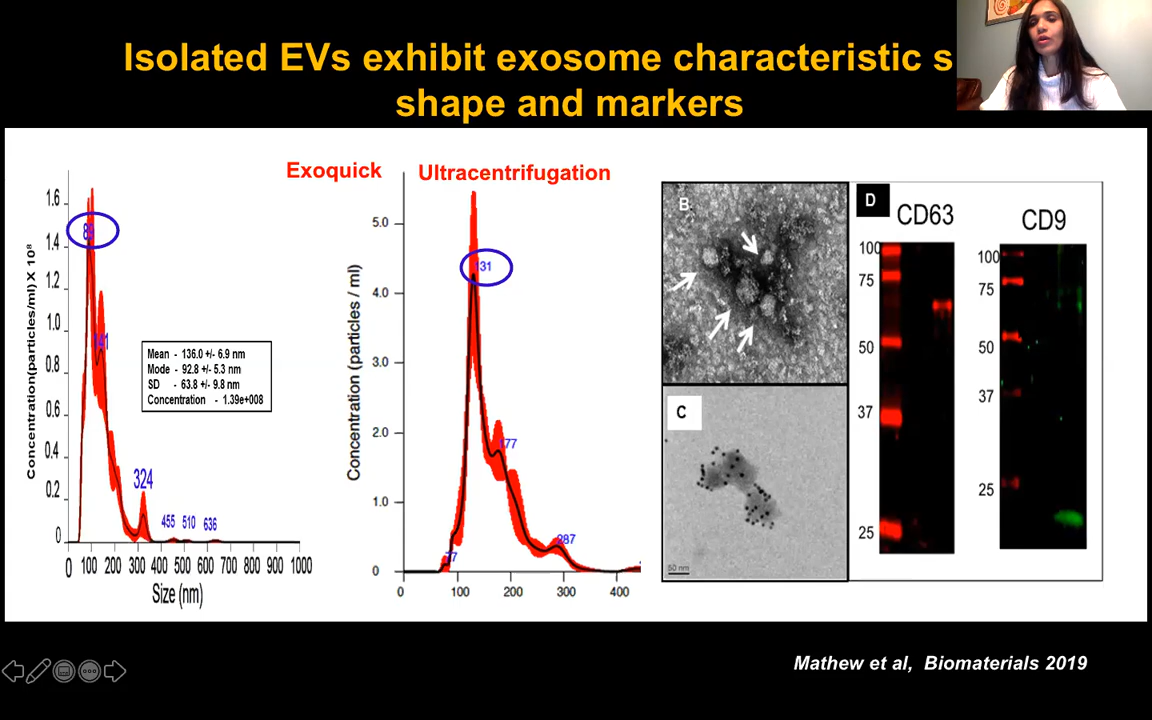 Isolated EVs exhibit exosome characteristic s
shape and markers
Exoquick
Ultracentrifugation
Concentration(particles/ml) X 10⁸
1.6
1.4
1.2
1.0
0.8
0.6
0.4
0.2
0
89
141
324
455 510 636
Mean - 136.0 +/- 6.9 nm
Mode - 92.8 +/- 5.3 nm
SD - 63.8 +/- 9.8 nm
Concentration - 1.39e+008
0 100 200 300 400 500 600 700 800 900 1000
Size (nm)
Concentration (particles / ml)
5.0
4.0
3.0
2.0
1.0
0
131
177
77
287
0 100 200 300 400
B
C
50 nm
D
CD63
100
75
50
37
25
CD9
100
75
50
37
25
Mathew et al, Biomaterials 2019